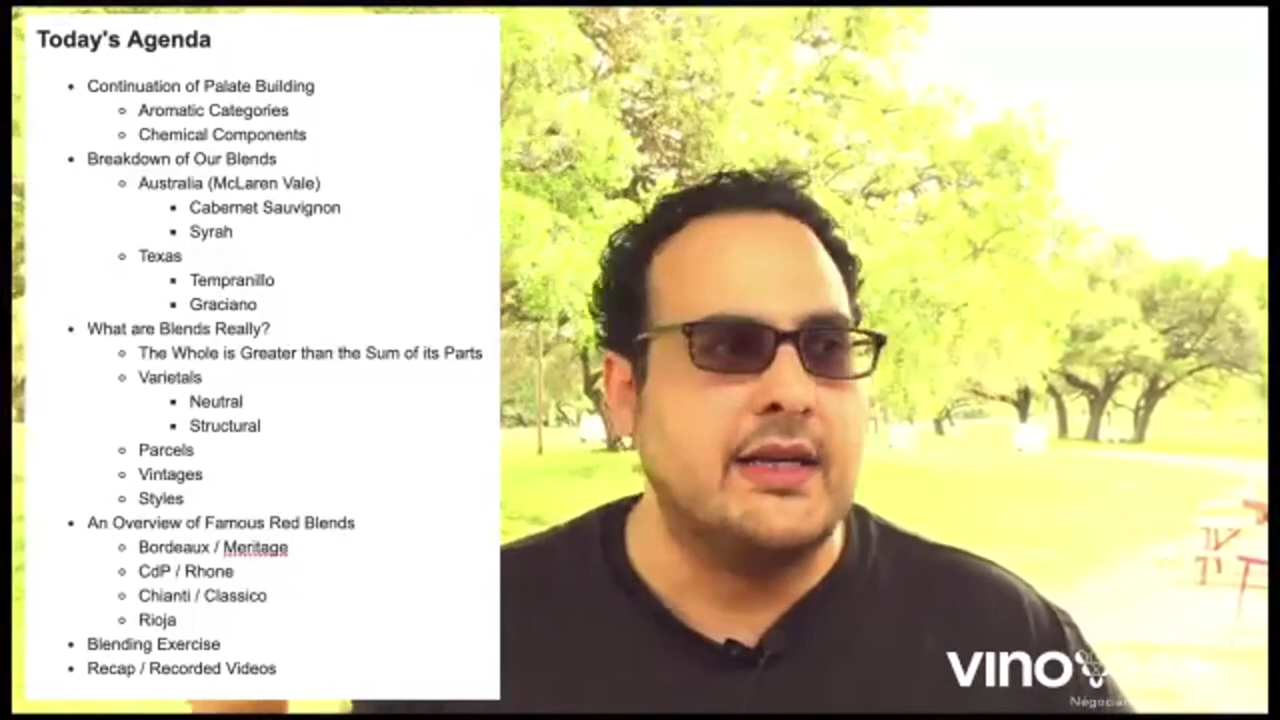 Today's Agenda
Continuation of Palate Building
Aromatic Categories
Chemical Components
Breakdown of Our Blends
Australia (McLaren Vale)
Cabernet Sauvignon
Syrah
Texas
Tempranillo
Graciano
What are Blends Really?
The Whole is Greater than the Sum of its Parts
Varietals
Neutral
Structural
Parcels
Vintages
Styles
An Overview of Famous Red Blends
Bordeaux / Meritage
CdP / Rhone
Chianti / Classico
Rioja
Blending Exercise
Recap / Recorded Videos
vino